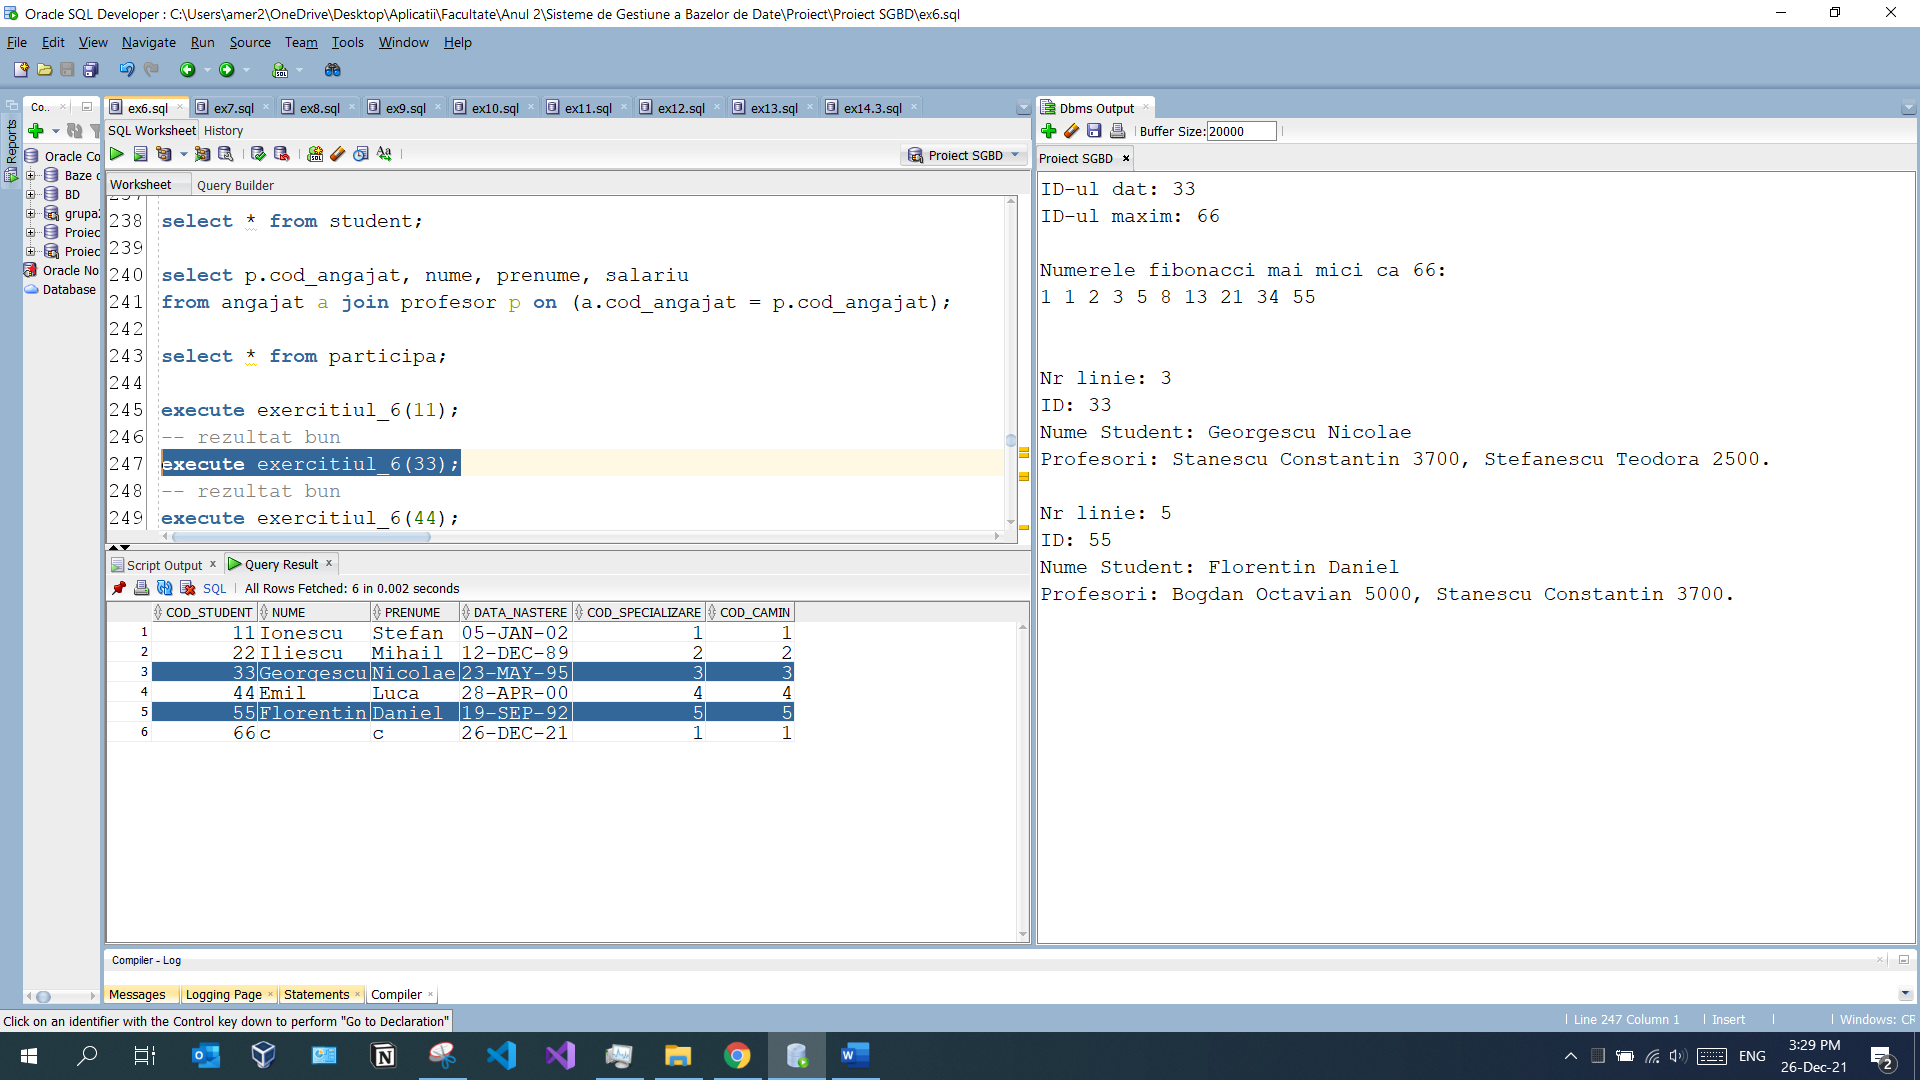 Oracle SQL Developer : C:\Users\amer2\OneDrive\Desktop\Aplicatii\Facultate\Anul 2\Sisteme de Gestiune a Bazelor de Date\Proiect\Proiect SGBD\ex6.sql
File Edit View Navigate Run Source Team Tools Window Help
Co.. ex6.sql ex7.sql ex8.sql ex9.sql ex10.sql ex11.sql ex12.sql ex13.sql ex14.3.sql
Reports
Oracle Co
Baze d
BD
grupa2
Proiec
Proiec
Oracle No
Database
SQL Worksheet History
Proiect SGBD
Worksheet Query Builder
237
238 select * from student;
239
240 select p.cod_angajat, nume, prenume, salariu
241 from angajat a join profesor p on (a.cod_angajat = p.cod_angajat);
242
243 select * from participa;
244
245 execute exercitiul_6(11);
246 -- rezultat bun
247 execute exercitiul_6(33);
248 -- rezultat bun
249 execute exercitiul_6(44);
Script Output Query Result
SQL All Rows Fetched: 6 in 0.002 seconds
COD_STUDENT NUME PRENUME DATA_NASTERE COD_SPECIALIZARE COD_CAMIN
1 11 Ionescu Stefan 05-JAN-02 1 1
2 22 Iliescu Mihail 12-DEC-89 2 2
3 33 Georgescu Nicolae 23-MAY-95 3 3
4 44 Emil Luca 28-APR-00 4 4
5 55 Florentin Daniel 19-SEP-92 5 5
6 66 c c 26-DEC-21 1 1
Dbms Output
Buffer Size: 20000
Proiect SGBD
ID-ul dat: 33
ID-ul maxim: 66
Numerele fibonacci mai mici ca 66:
1 1 2 3 5 8 13 21 34 55
Nr linie: 3
ID: 33
Nume Student: Georgescu Nicolae
Profesori: Stanescu Constantin 3700, Stefanescu Teodora 2500.
Nr linie: 5
ID: 55
Nume Student: Florentin Daniel
Profesori: Bogdan Octavian 5000, Stanescu Constantin 3700.
Compiler - Log
Messages Logging Page Statements Compiler
Click on an identifier with the Control key down to perform "Go to Declaration"
Line 247 Column 1 Insert Windows: CR
ENG 3:29 PM
26-Dec-21
2